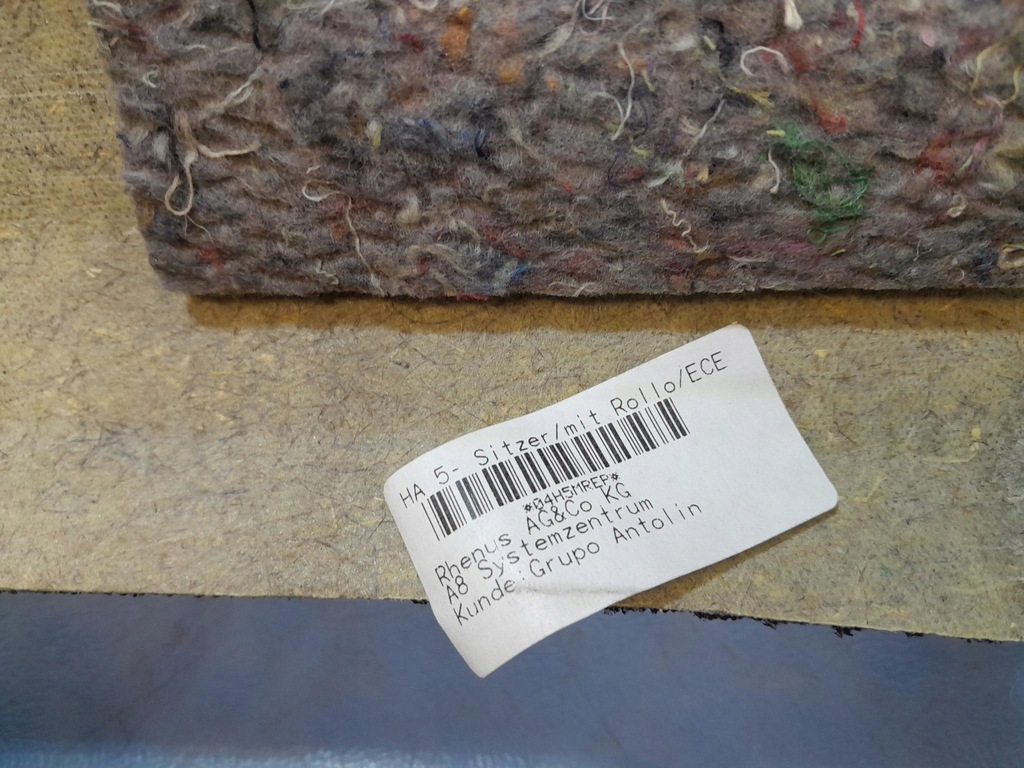 HA 5- Sitzer/mit Rollo/ECE
*04H5MREP*
Rhenus AG&Co KG
A8 Systemzentrum
Kunde:Grupo Antolin